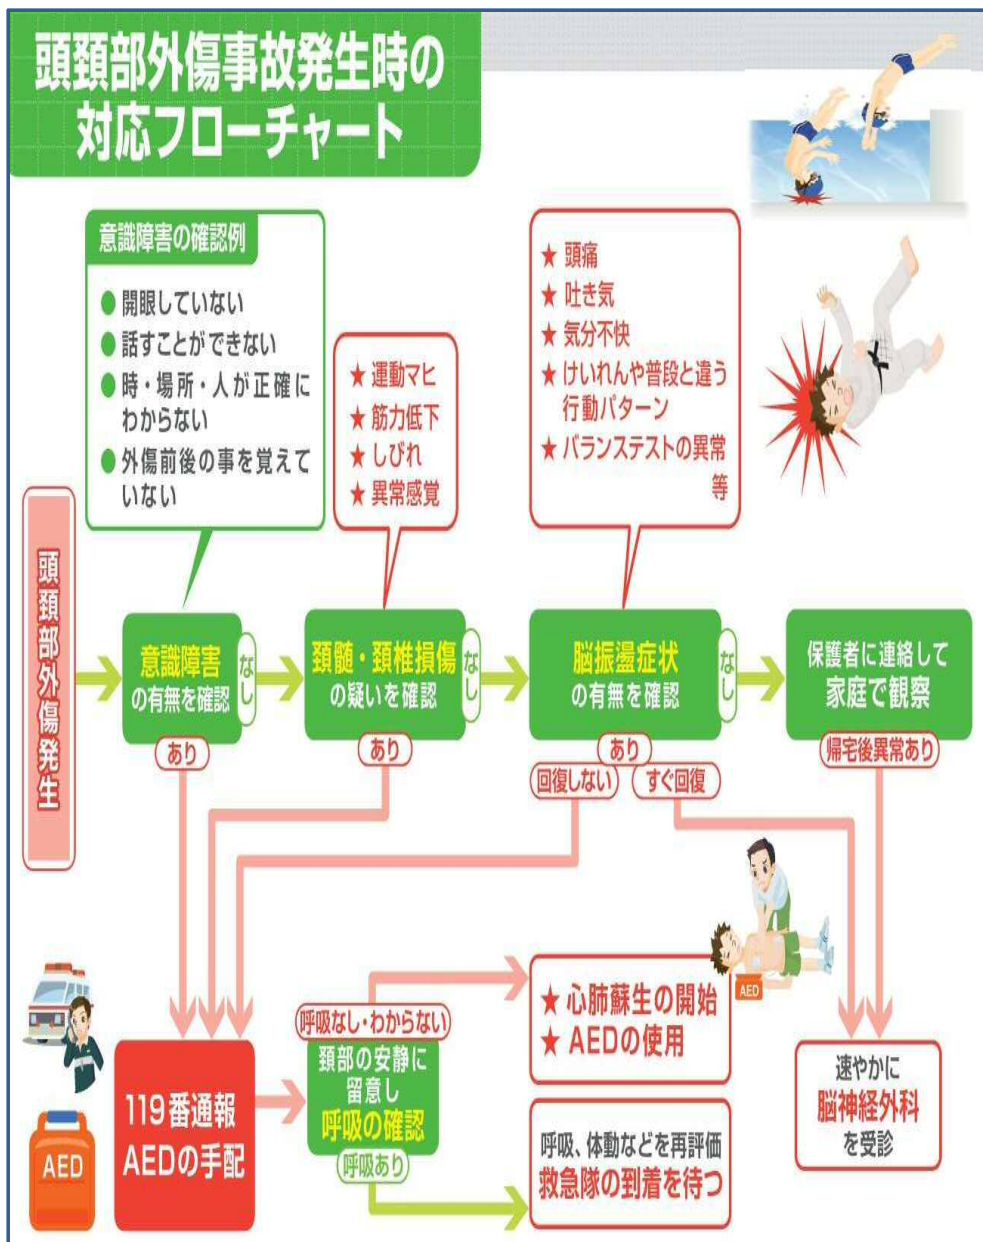 頭頚部外傷事故発生時の
対応フローチャート
意識障害の確認例
● 開眼していない
● 話すことができない
● 時・場所・人が正確に
わからない
● 外傷前後の事を覚えて
いない
★ 運動マヒ
★ 筋力低下
★ しびれ
★ 異常感覚
★ 頭痛
★ 吐き気
★ 気分不快
★ けいれんや普段と違う
行動パターン
★ バランステストの異常
等
頭頚部外傷発生
意識障害
の有無を確認
なし
あり
頚髄・頚椎損傷
の疑いを確認
なし
あり
脳振盪症状
の有無を確認
なし
あり
回復しない
すぐ回復
保護者に連絡して
家庭で観察
帰宅後異常あり
119番通報
AEDの手配
AED
呼吸なし・わからない
頚部の安静に
留意し
呼吸の確認
呼吸あり
★ 心肺蘇生の開始
★ AEDの使用
AED
呼吸、体動などを再評価
救急隊の到着を待つ
速やかに
脳神経外科
を受診